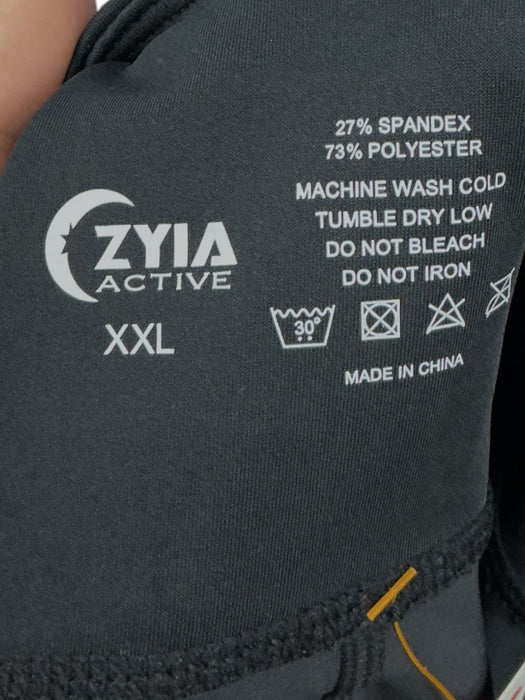 27% SPANDEX
73% POLYESTER
MACHINE WASH COLD
TUMBLE DRY LOW
DO NOT BLEACH
DO NOT IRON
30°
MADE IN CHINA
ZYIA
ACTIVE
XXL